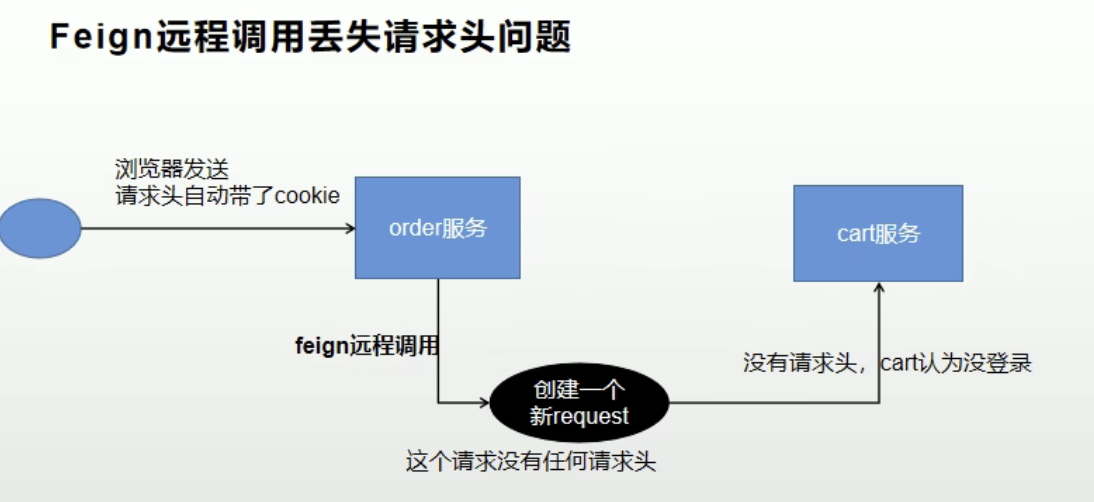 Feign远程调用丢失请求头问题
浏览器发送
请求头自动带了cookie
order服务
cart服务
feign远程调用
创建一个
新request
没有请求头，cart认为没登录
这个请求没有任何请求头